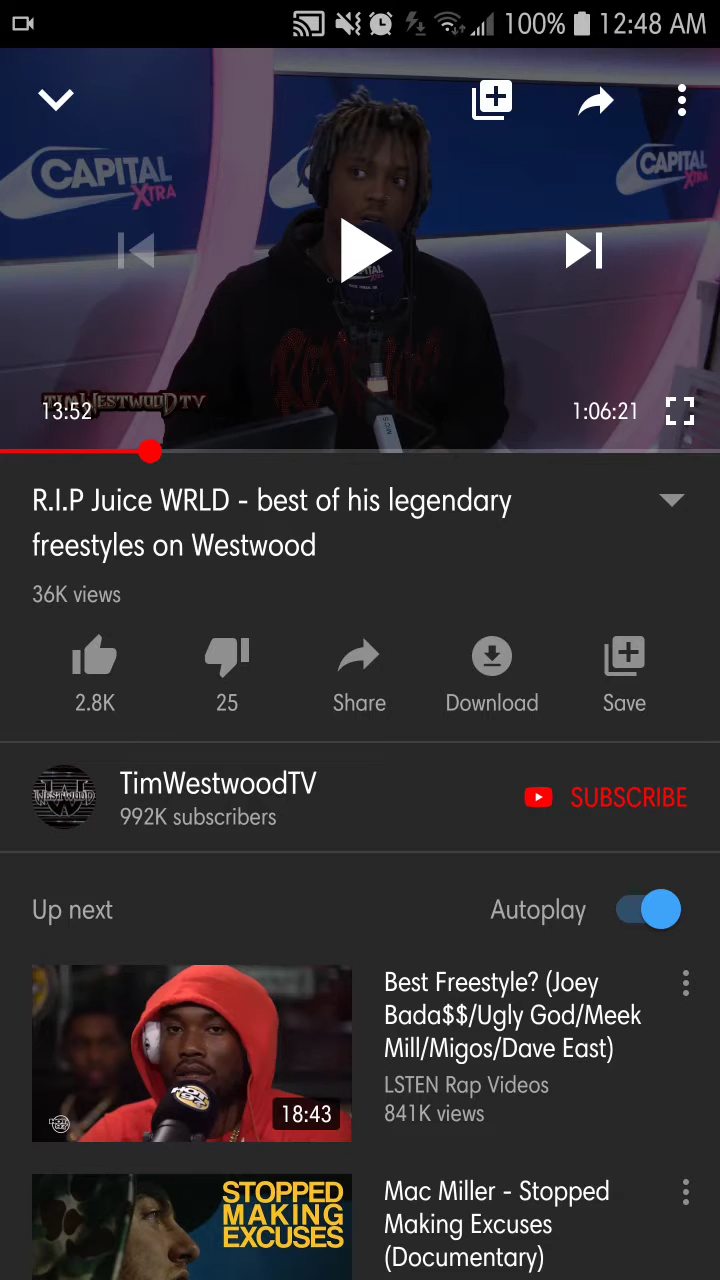 100% 12:48 AM
CAPITAL
XTRA
CAPITAL
XTRA
TIMWESTWOODTV
13:52
1:06:21
R.I.P Juice WRLD - best of his legendary
freestyles on Westwood
36K views
2.8K
25
Share
Download
Save
TimWestwoodTV
992K subscribers
SUBSCRIBE
Up next
Autoplay
Best Freestyle? (Joey
Bada$$/Ugly God/Meek
Mill/Migos/Dave East)
LSTEN Rap Videos
841K views
HOT
18:43
STOPPED
MAKING
EXCUSES
Mac Miller - Stopped
Making Excuses
(Documentary)